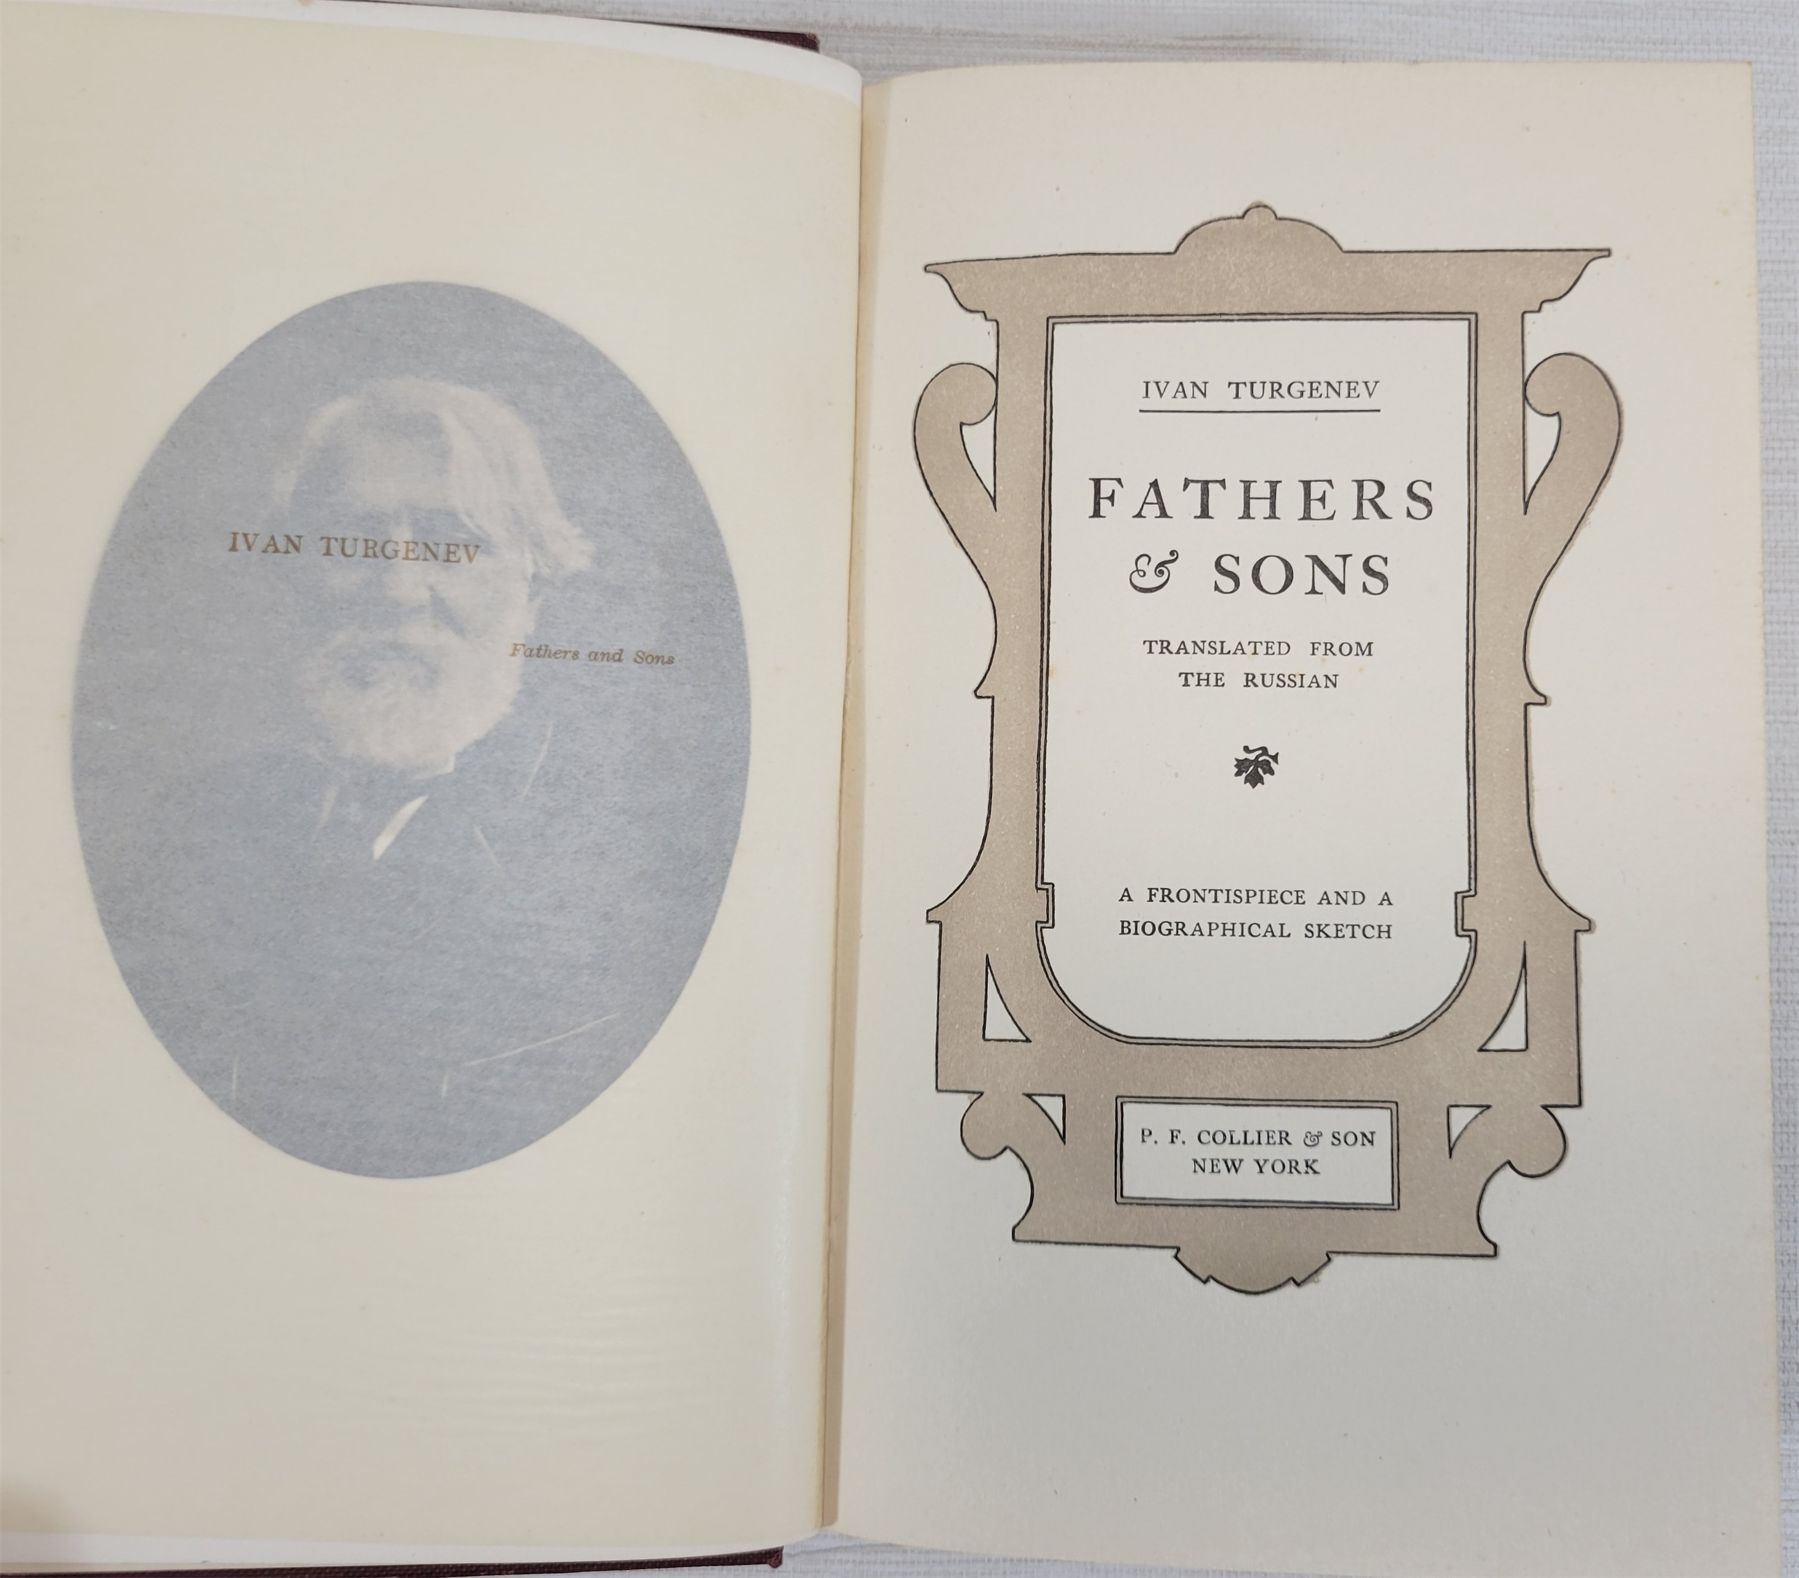 IVAN TURGENEV
Fathers and Sons
IVAN TURGENEV
FATHERS
& SONS
TRANSLATED FROM
THE RUSSIAN
A FRONTISPIECE AND A
BIOGRAPHICAL SKETCH
P. F. COLLIER & SON
NEW YORK